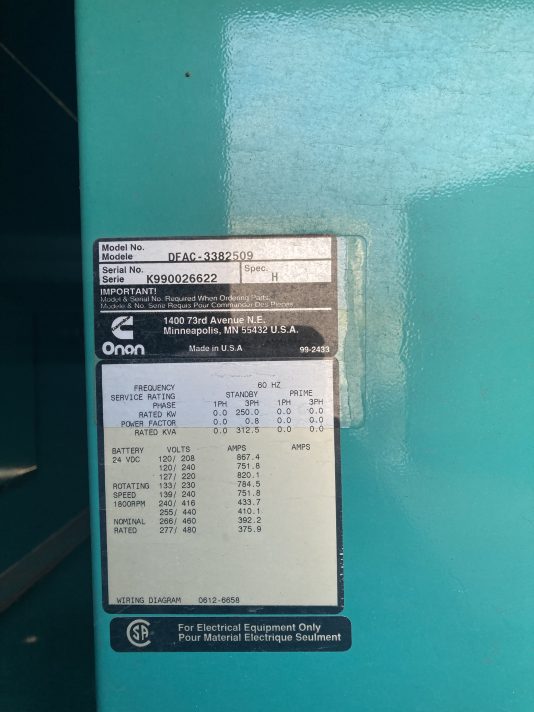 Model No.
Modele DFAC-3382509
Serial No. Spec.
Serie K990026622 H
IMPORTANT!
Model & Serial No. Required When Ordering Parts.
Modele & No. Serie Requis Pour Commander Des Pieces.
1400 73rd Avenue N.E.
Minneapolis, MN 55432 U.S.A.
Onan Made in U.S.A 99-2433
FREQUENCY 60 HZ
SERVICE RATING STANDBY PRIME
PHASE 1PH 3PH 1PH 3PH
RATED KW 0.0 250.0 0.0 0.0
POWER FACTOR 0.0 0.8 0.0 0.0
RATED KVA 0.0 312.5 0.0 0.0
BATTERY VOLTS AMPS AMPS
24 VDC 120/ 208 867.4
120/ 240 751.8
127/ 220 820.1
ROTATING 133/ 230 784.5
SPEED 139/ 240 751.8
1800RPM 240/ 416 433.7
255/ 440 410.1
NOMINAL 266/ 460 392.2
RATED 277/ 480 375.9
WIRING DIAGRAM 0612-6658
CSA For Electrical Equipment Only
Pour Material Electrique Seulment